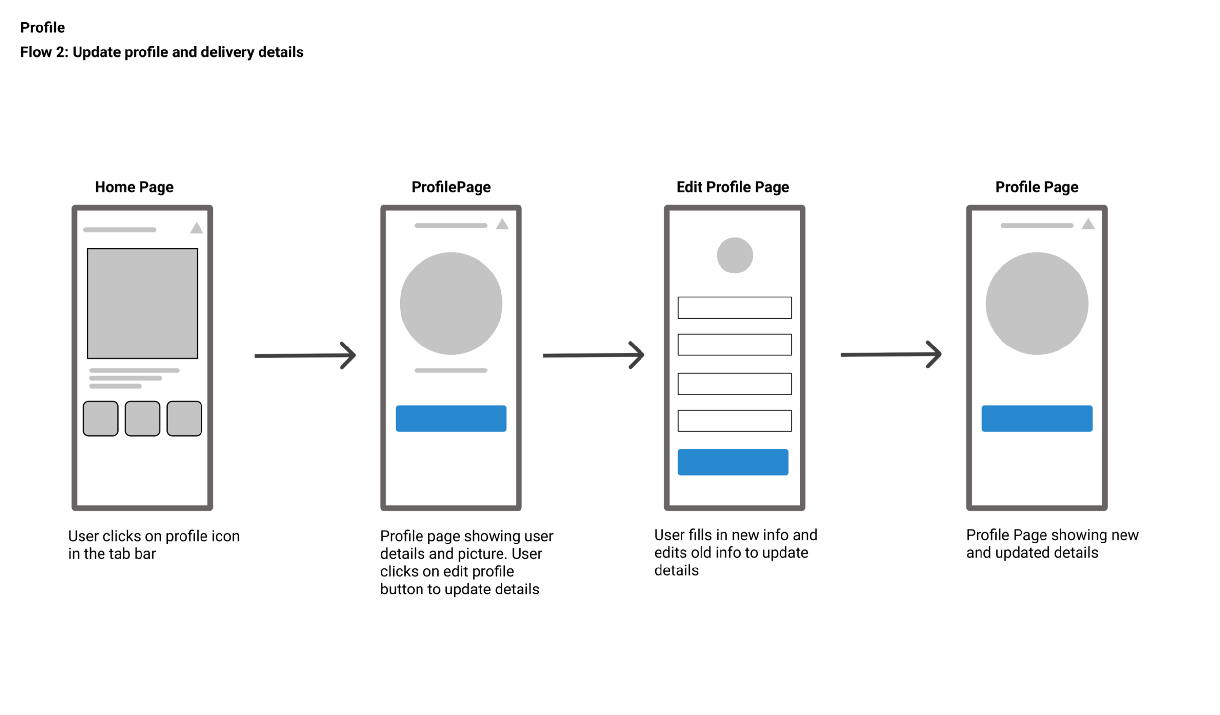 Profile
Flow 2: Update profile and delivery details
Home Page
ProfilePage
Edit Profile Page
Profile Page
User clicks on profile icon
in the tab bar
Profile page showing user
details and picture. User
clicks on edit profile
button to update details
User fills in new info and
edits old info to update
details
Profile Page showing new
and updated details